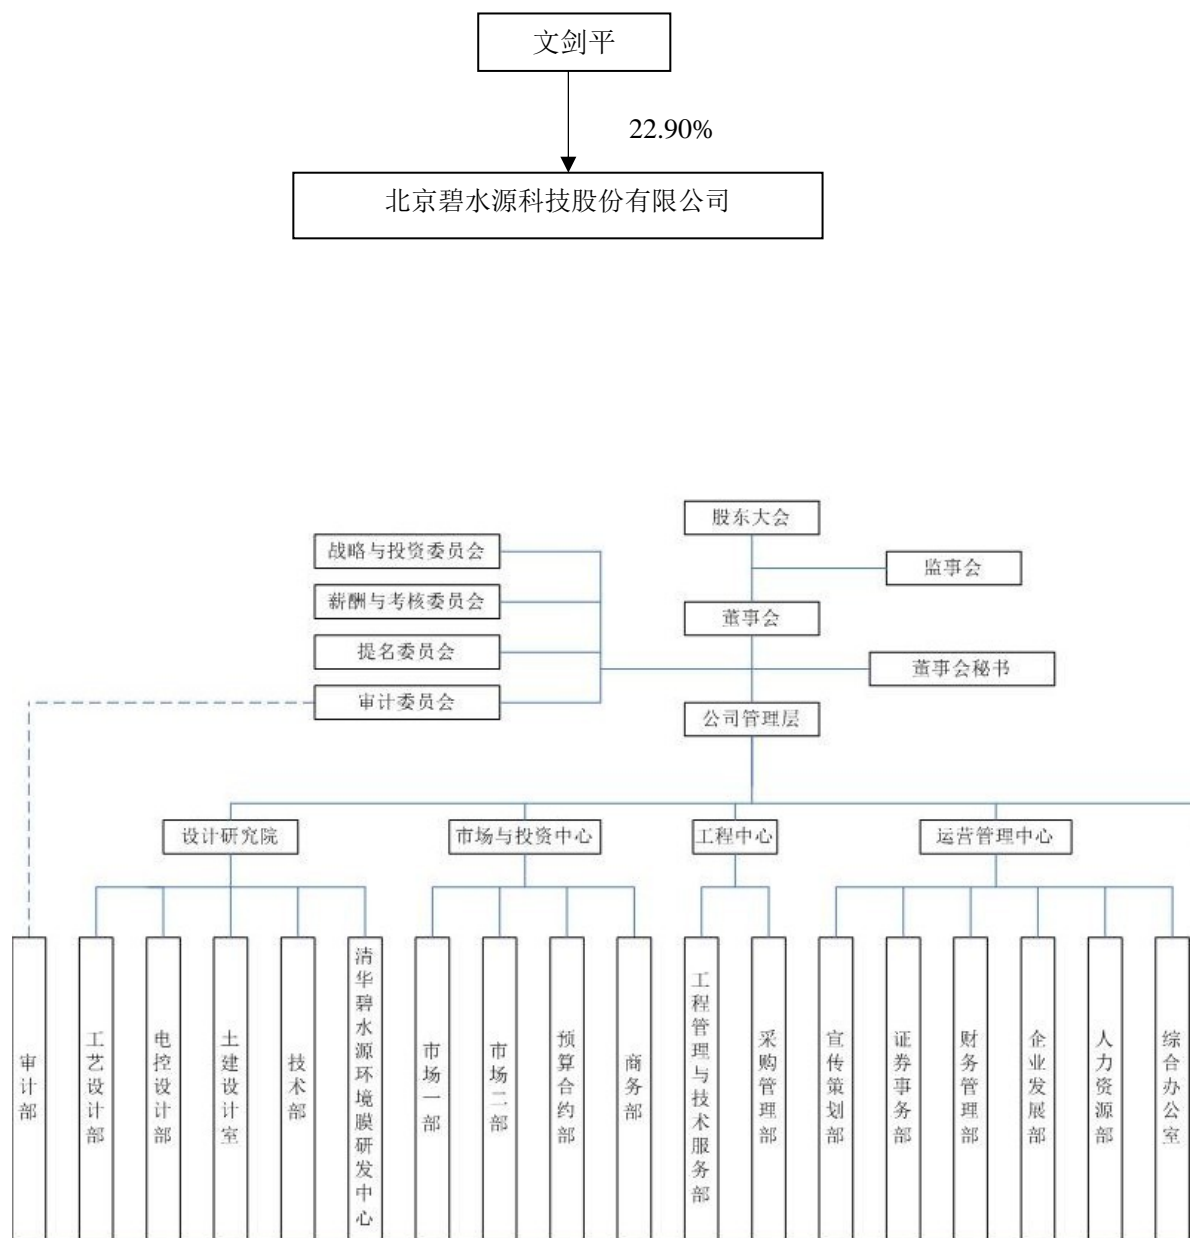 文剑平
22.90%
北京碧水源科技股份有限公司
股东大会
战略与投资委员会
监事会
薪酬与考核委员会
董事会
提名委员会
董事会秘书
审计委员会
公司管理层
设计研究院
市场与投资中心
工程中心
运营管理中心
审计部
工艺设计部
电控设计部
土建设计室
技术部
清华碧水源环境膜研发中心
市场一部
市场二部
预算合约部
商务部
工程管理与技术服务部
采购管理部
宣传策划部
证券事务部
财务管理部
企业发展部
人力资源部
综合办公室